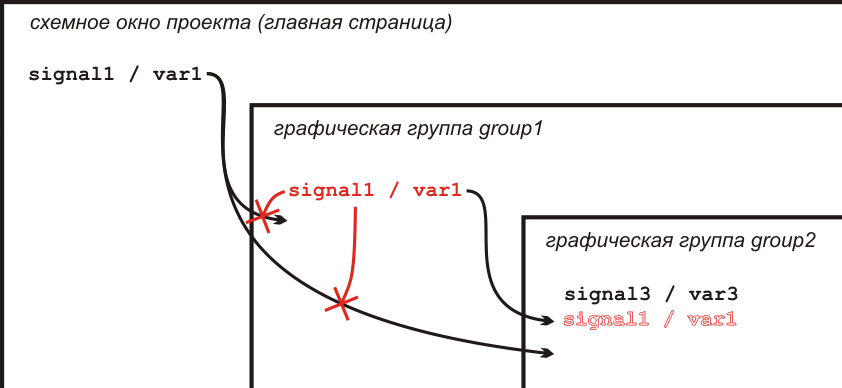 схемное окно проекта (главная страница)
signal1 / var1
графическая группа group1
signal1 / var1
графическая группа group2
signal3 / var3
signal1 / var1